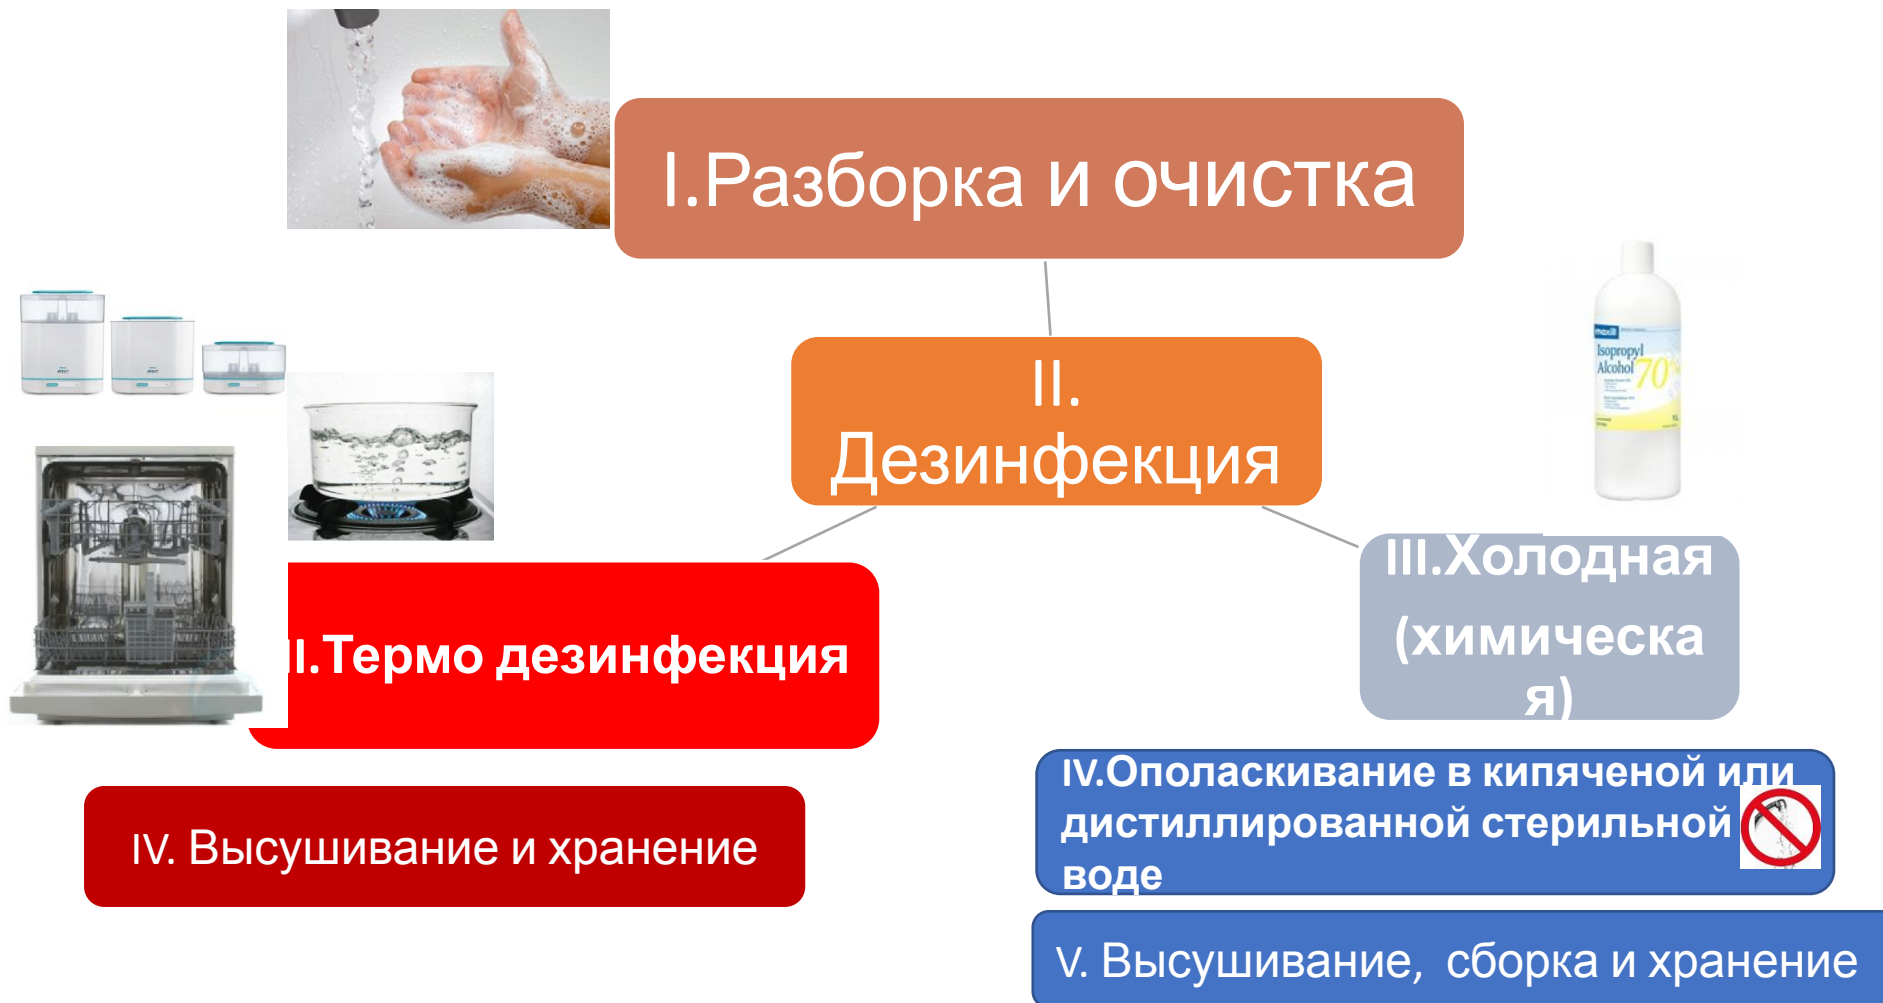 I.Разборка и очистка
II.
Дезинфекция
maxill
Isopropyl
Alcohol 70%
III.Холодная
(химическа
я)
II.Термо дезинфекция
IV.Ополаскивание в кипяченой или
дистиллированной стерильной
воде
IV. Высушивание и хранение
V. Высушивание, сборка и хранение